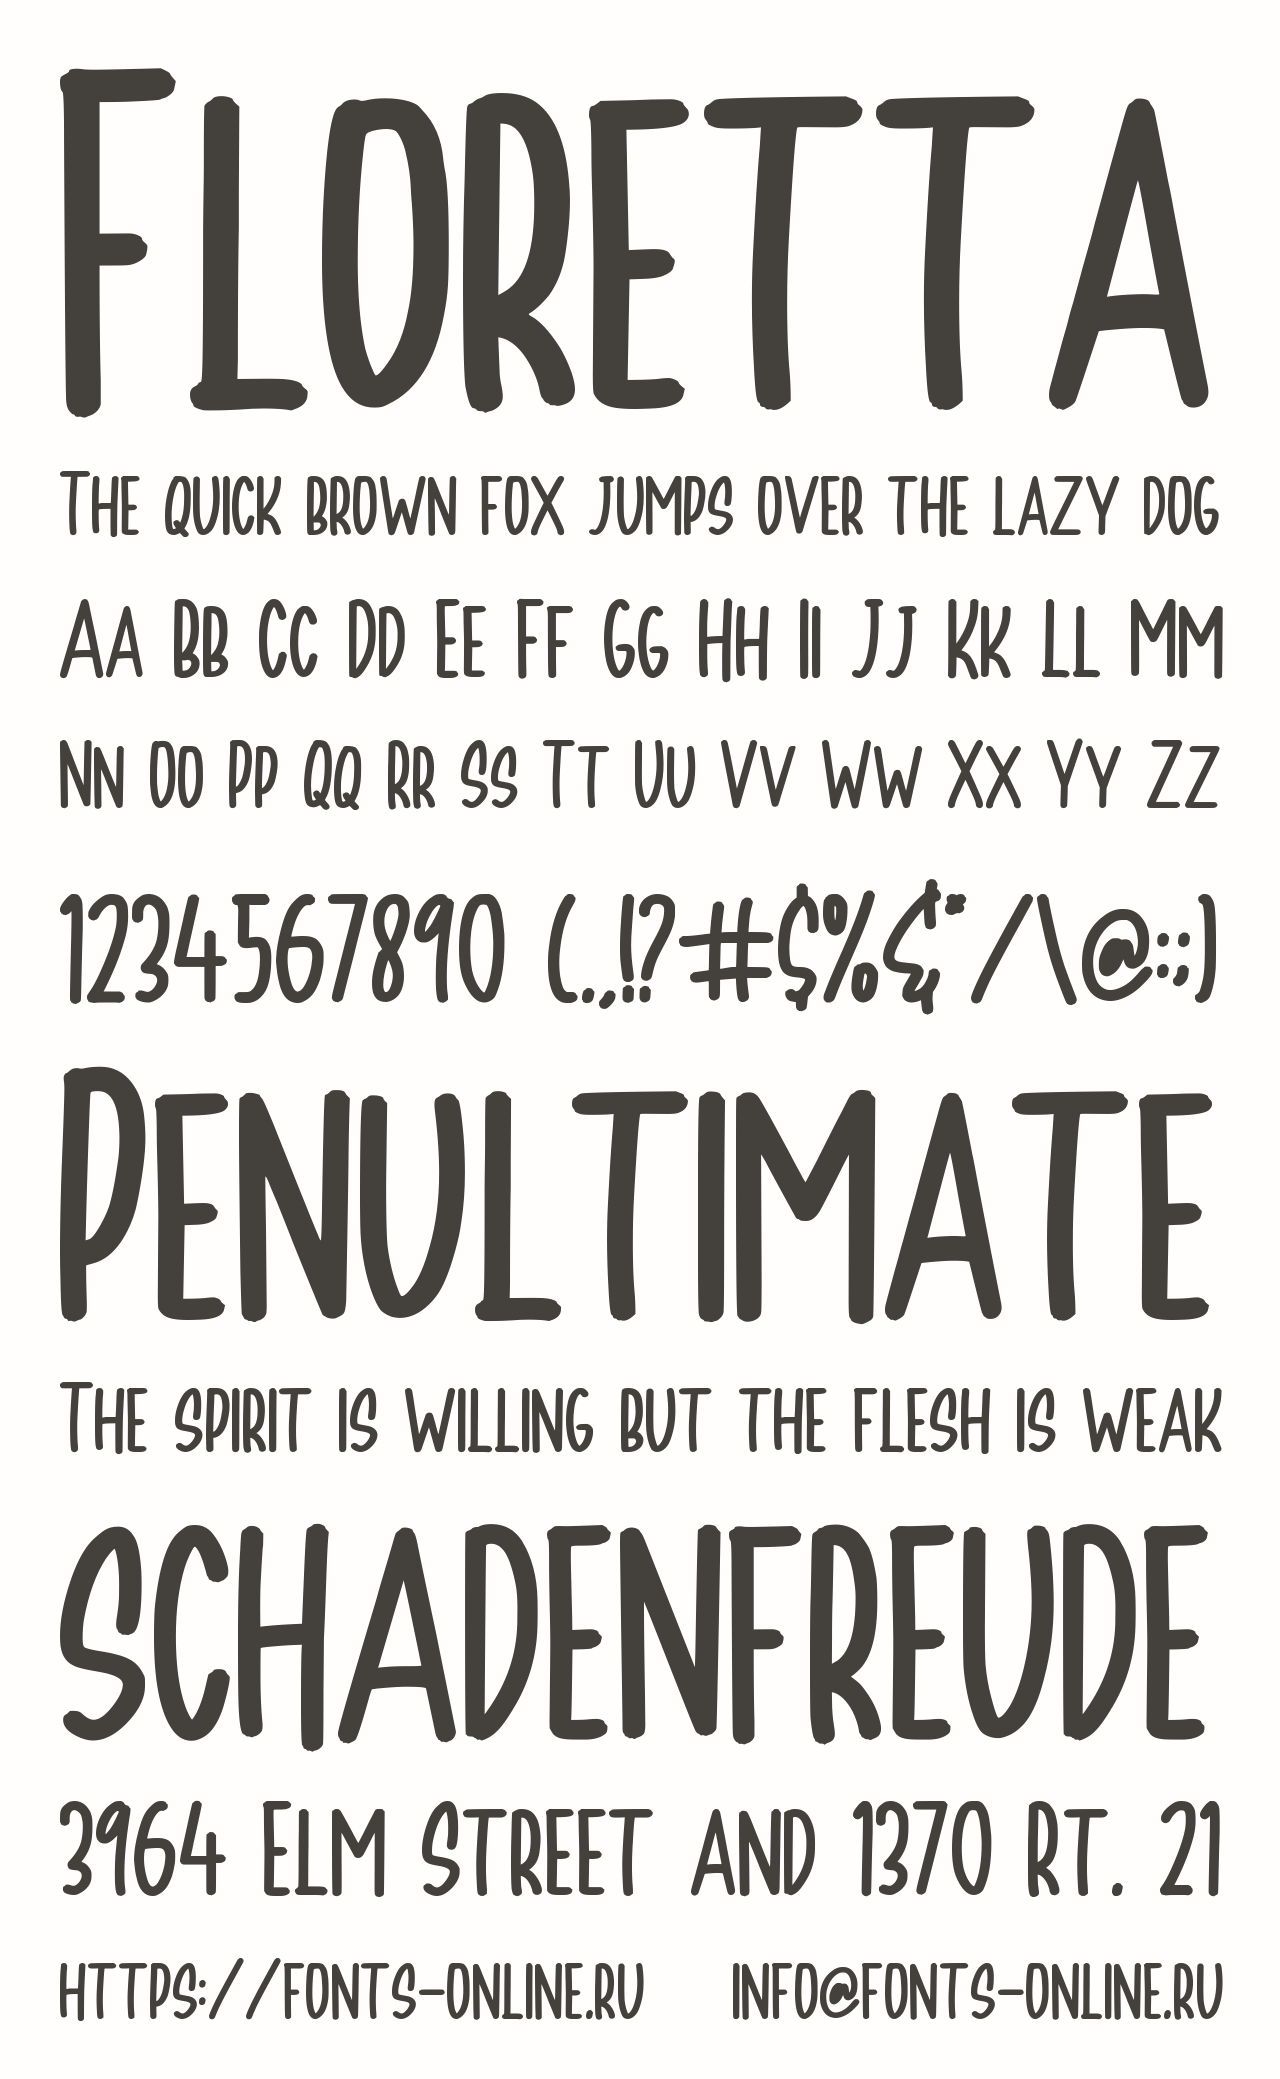 Floretta
The quick brown fox jumps over the lazy dog
Aa Bb Cc Dd Ee Ff Gg Hh Ii Jj Kk Ll Mm
Nn Oo Pp Qq Rr Ss Tt Uu Vv Ww Xx Yy Zz
1234567890 (.,!?#$%&*/\@:;)
Penultimate
The spirit is willing but the flesh is weak
schadenfreude
3964 Elm Street and 1370 Rt. 21
https://fonts-online.ru info@fonts-online.ru